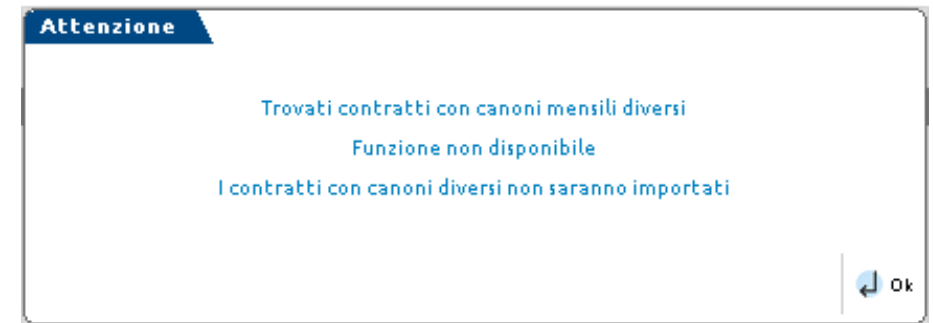 Attenzione
Trovati contratti con canoni mensili diversi
Funzione non disponibile
I contratti con canoni diversi non saranno importati
Ok